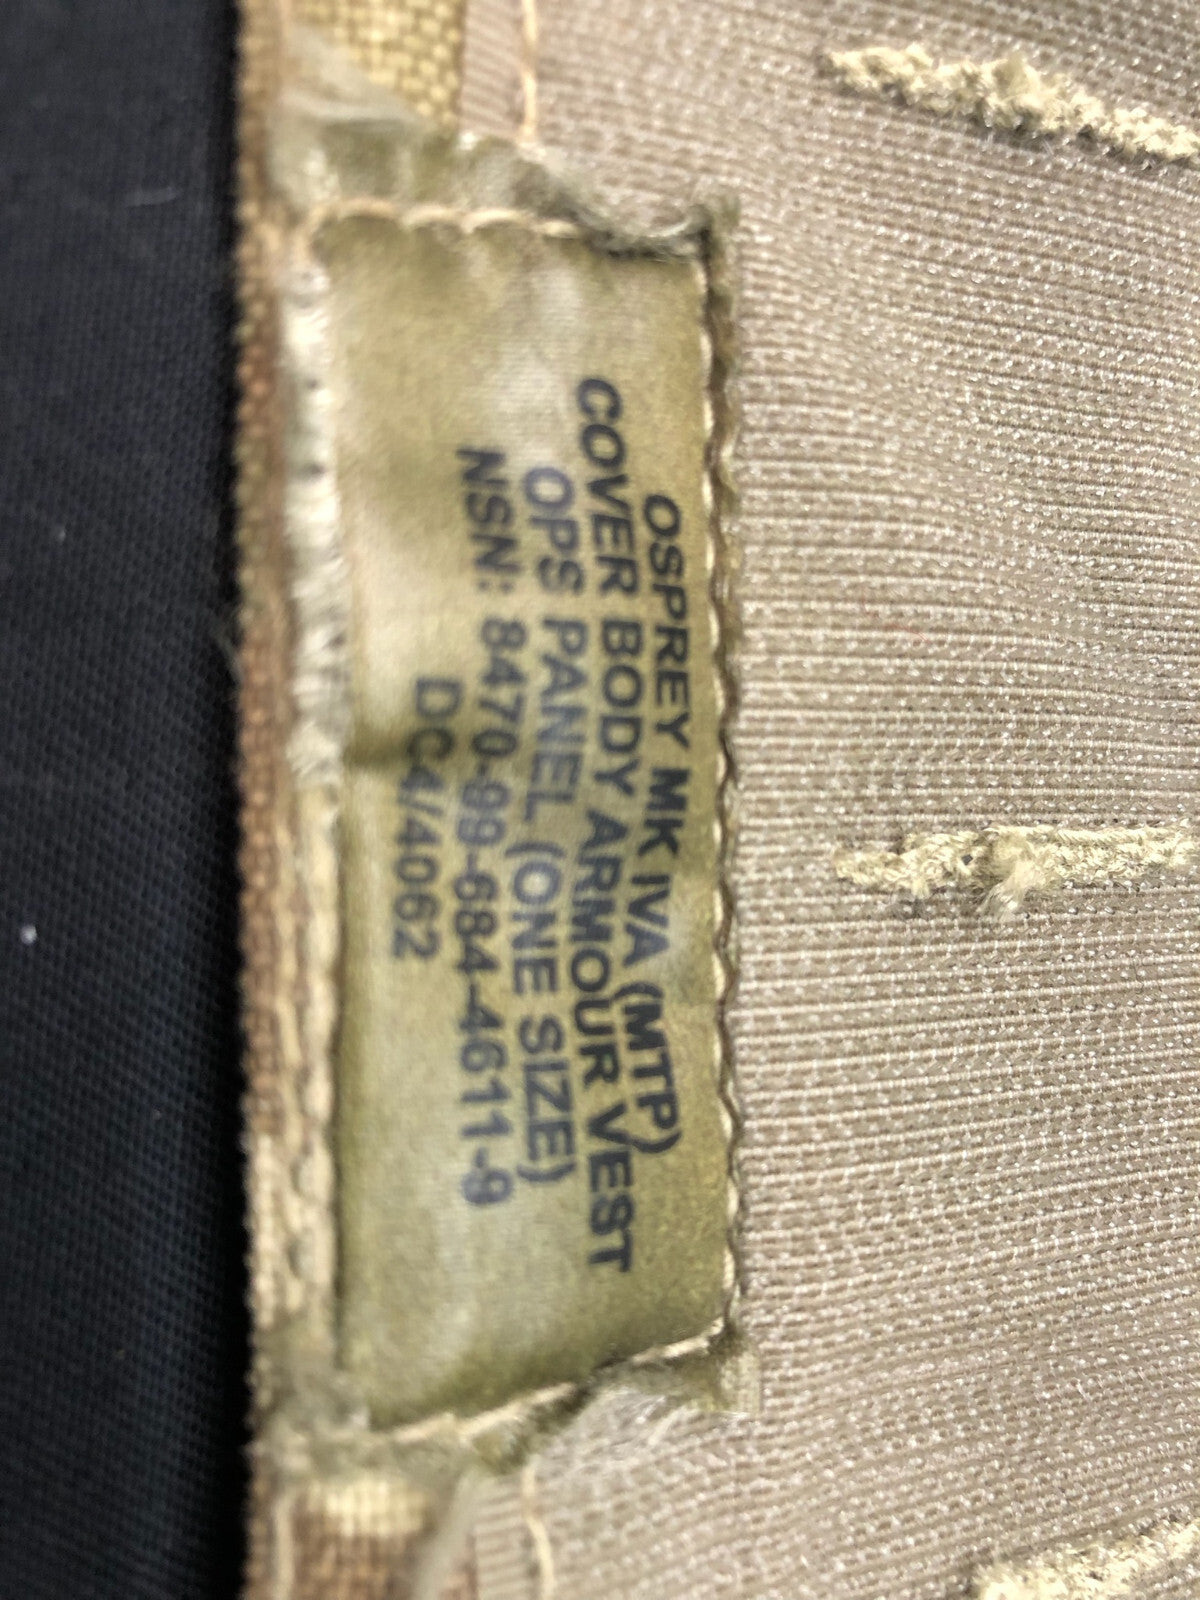 OSPREY MK IVA (MTP)
COVER BODY ARMOUR VEST
OPS PANEL (ONE SIZE)
NSN: 8470-99-684-4611-9
DC4/4062